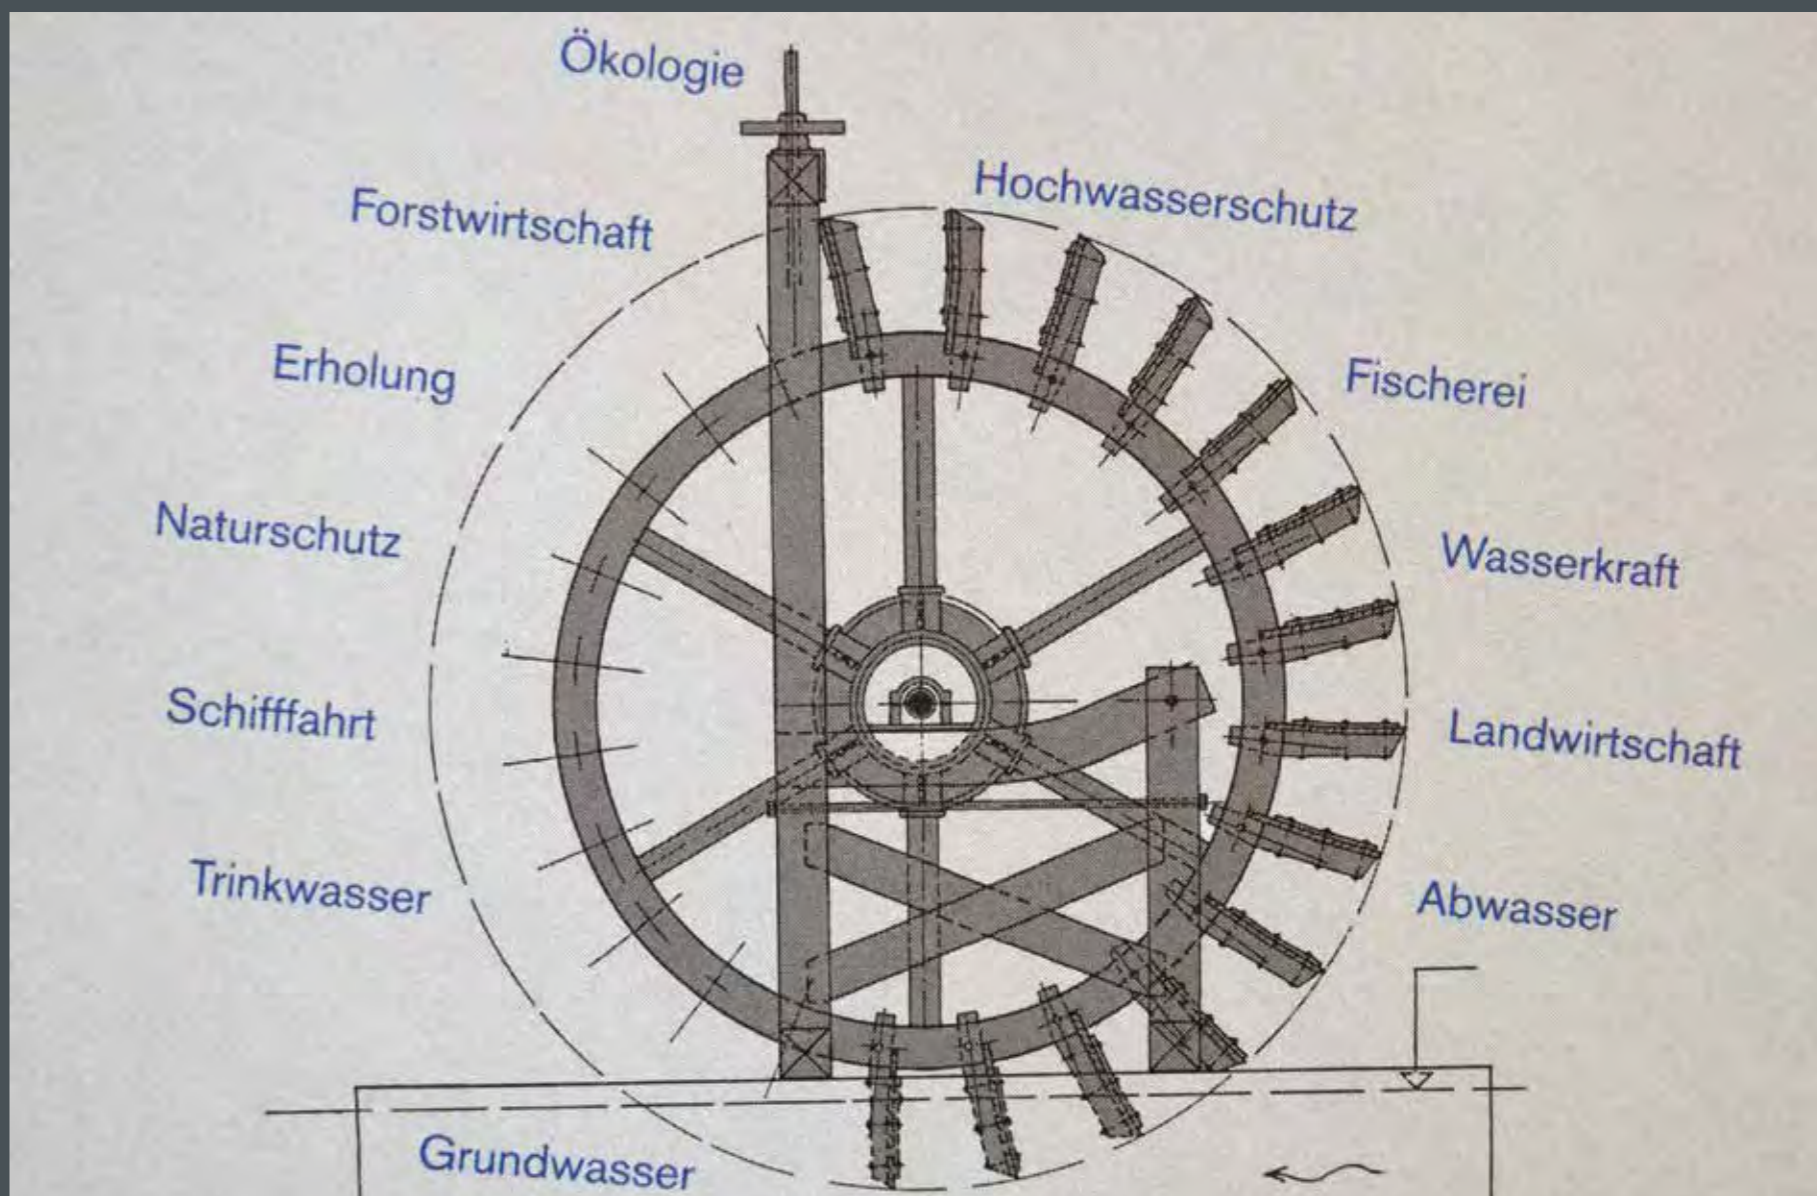 Ökologie
Hochwasserschutz
Forstwirtschaft
Erholung
Fischerei
Naturschutz
Wasserkraft
Schifffahrt
Landwirtschaft
Trinkwasser
Abwasser
Grundwasser